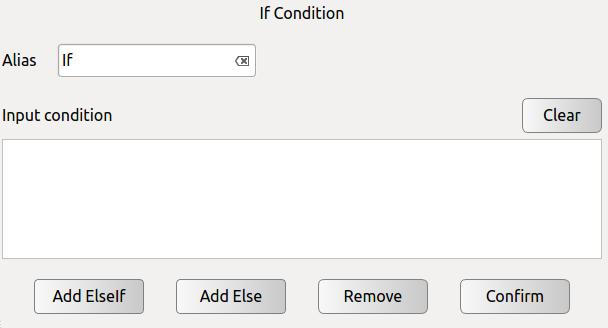 If Condition
Alias If
Input condition Clear
Add ElseIf Add Else Remove Confirm